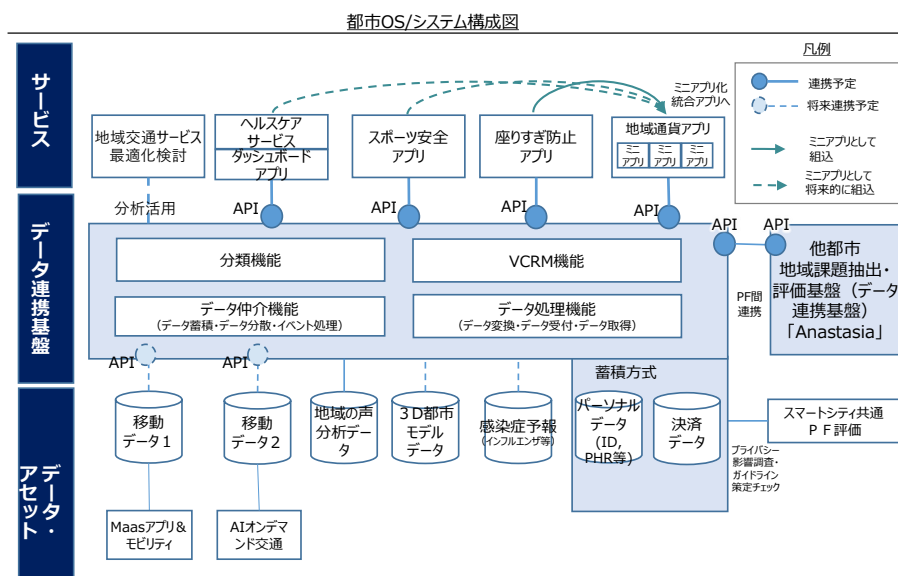 都市OS/システム構成図
サービス
データ連携基盤
データ・
アセット
凡例
連携予定
将来連携予定
ミニアプリとして
組込
ミニアプリとして
将来的に組込
ミニアプリ化
統合アプリへ
地域交通サービス
最適化検討
ヘルスケア
サービス
ダッシュボード
アプリ
スポーツ安全
アプリ
座りすぎ防止
アプリ
地域通貨アプリ
ミニ
アプリ
ミニ
アプリ
ミニ
アプリ
分析活用
API
API
API
API
API
API
分類機能
VCRM機能
データ仲介機能
(データ蓄積・データ分散・イベント処理)
データ処理機能
(データ変換・データ受付・データ取得)
PF間
連携
他都市
地域課題抽出・
評価基盤（データ
連携基盤）
「Anastasia」
API
API
蓄積方式
移動
データ１
移動
データ２
地域の声
分析データ
３D都市
モデル
データ
感染症予報
(インフルエンザ等)
パーソナル
データ
(ID,
PHR等)
決済
データ
スマートシティ共通
ＰＦ評価
プライバシー
影響調査・
ガイドライン
策定チェック
Maasアプリ＆
モビリティ
AIオンデマ
ンド交通